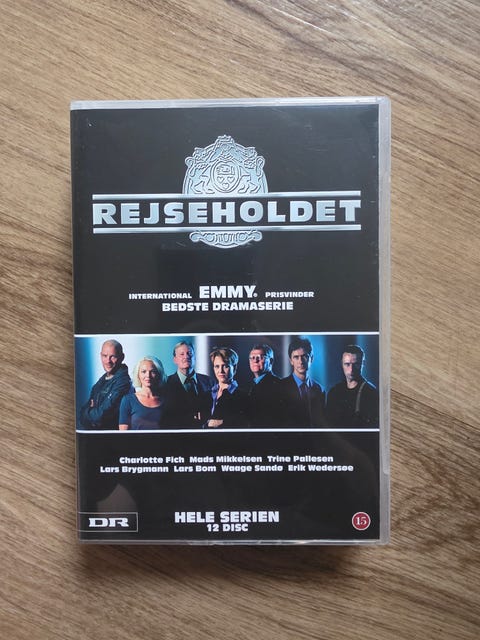 REJSEHOLDET
INTERNATIONAL EMMY® PRISVINDER
BEDSTE DRAMASERIE
Charlotte Fich Mads Mikkelsen Trine Pallesen
Lars Brygmann Lars Bom Waage Sandø Erik Wedersøe
DR
HELE SERIEN
12 DISC
15